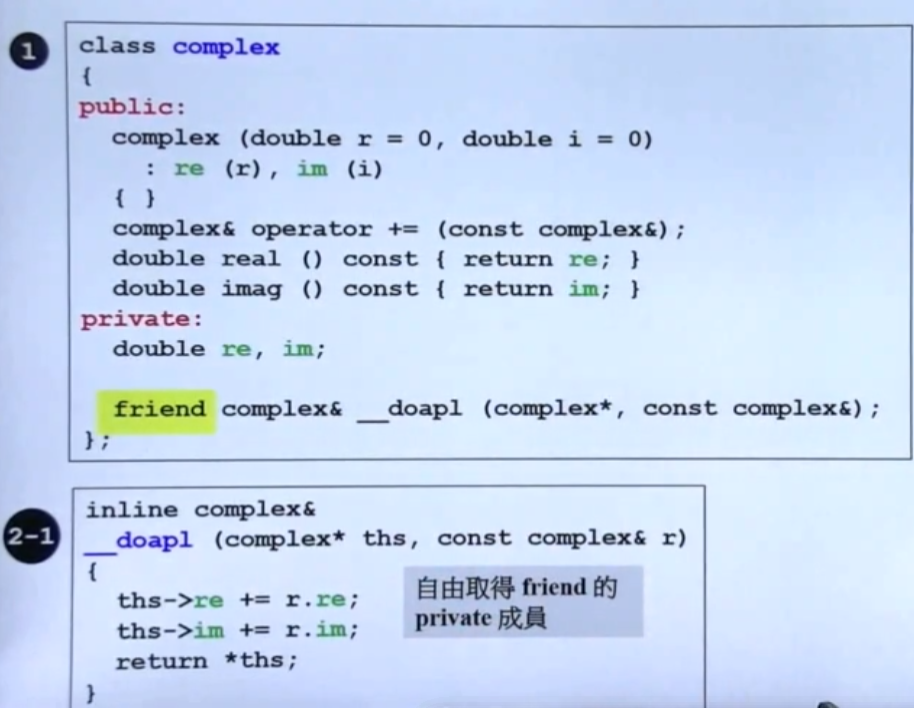 1
class complex
{
public:
  complex (double r = 0, double i = 0)
    : re (r), im (i)
  { }
  complex& operator += (const complex&);
  double real () const { return re; }
  double imag () const { return im; }
private:
  double re, im;
  friend complex& __doapl (complex*, const complex&);
};
2-1
inline complex&
__doapl (complex* ths, const complex& r)
{
  ths->re += r.re;
  ths->im += r.im;
  return *ths;
}
自由取得 friend 的
private 成員